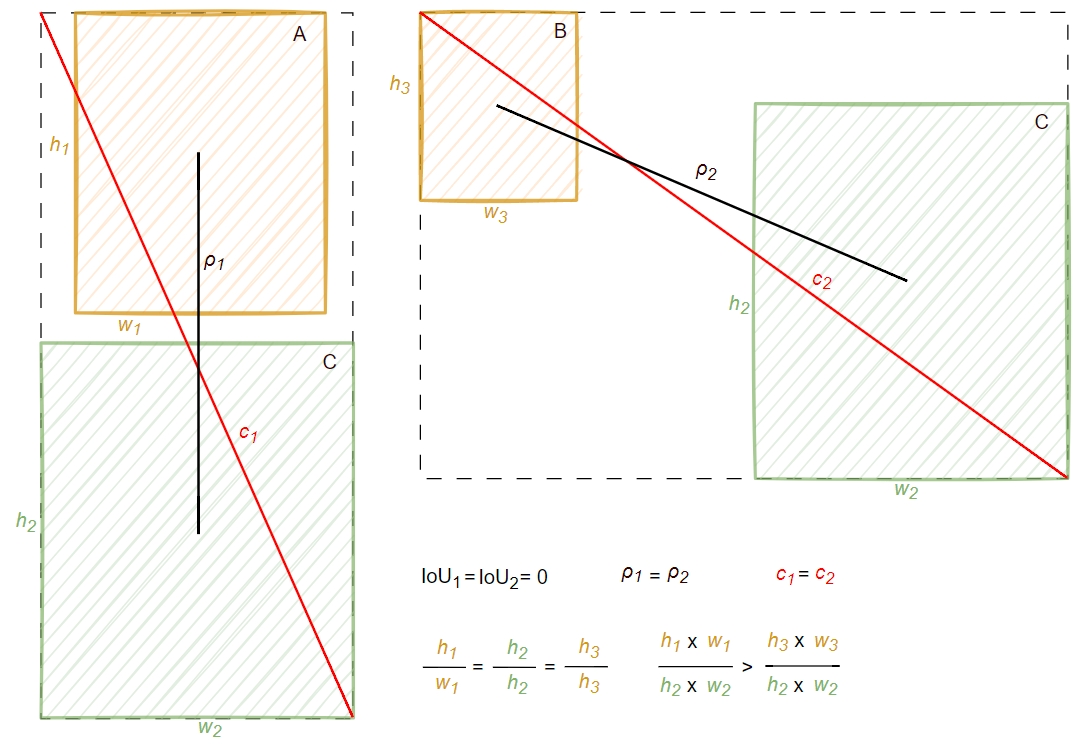 A
B
h1
h3
w3
C
ρ2
ρ1
c2
h2
w1
C
c1
w2
h2
w2
IoU1 = IoU2 = 0
ρ1 = ρ2
c1 = c2
h1 / w1 = h2 / h2 = h3 / h3
h1 x w1 / h2 x w2 > h3 x w3 / h2 x w2